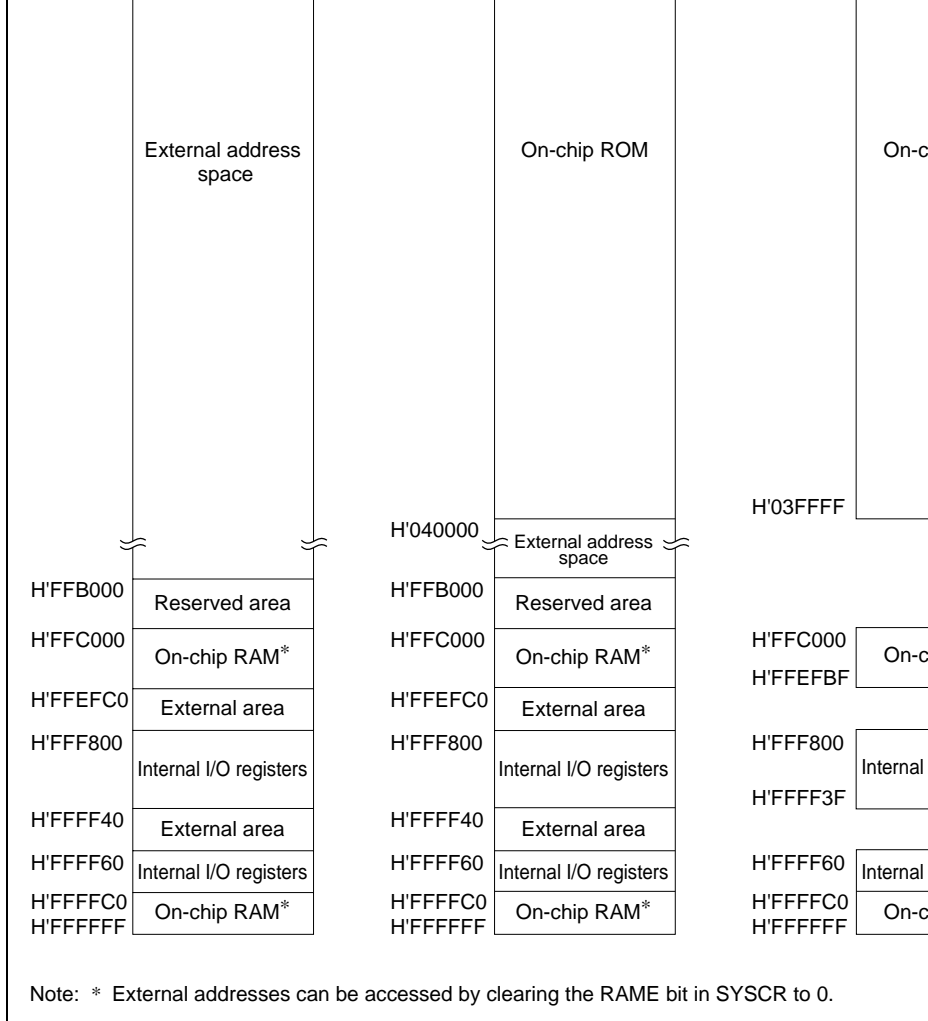 External address
space
H'FFB000
Reserved area
H'FFC000
On-chip RAM*
H'FFEFC0
External area
H'FFF800
Internal I/O registers
H'FFFF40
External area
H'FFFF60
Internal I/O registers
H'FFFFC0
On-chip RAM*
H'FFFFFF
On-chip ROM
H'040000
External address
space
H'FFB000
Reserved area
H'FFC000
On-chip RAM*
H'FFEFC0
External area
H'FFF800
Internal I/O registers
H'FFFF40
External area
H'FFFF60
Internal I/O registers
H'FFFFC0
On-chip RAM*
H'FFFFFF
On-c
H'03FFFF
H'FFC000
On-c
H'FFEFBF
H'FFF800
Internal
H'FFFF3F
H'FFFF60
Internal
H'FFFFC0
On-c
H'FFFFFF
Note: * External addresses can be accessed by clearing the RAME bit in SYSCR to 0.